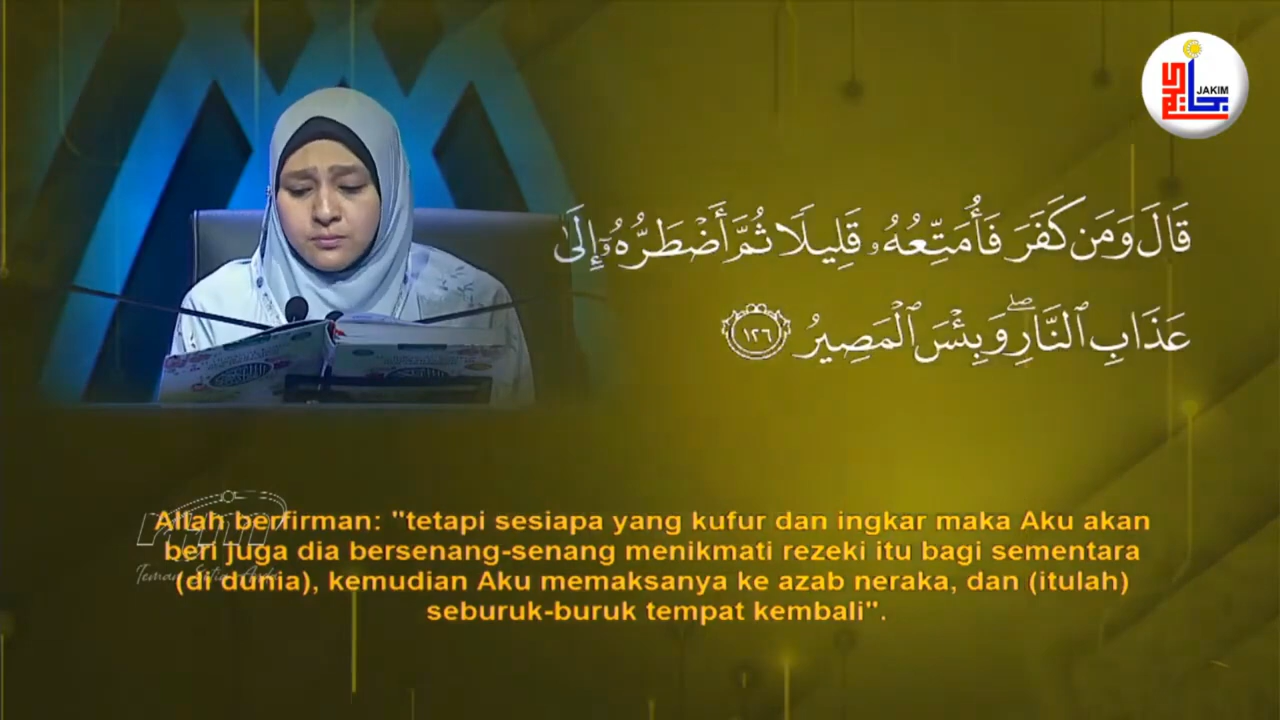 JAKIM
قَالَ وَمَن كَفَرَ فَأُمَتِّعُهُۥ قَلِيلًا ثُمَّ أَضْطَرُّهُۥٓ إِلَىٰ
عَذَابِ ٱلنَّارِۖ وَبِئْسَ ٱلْمَصِيرُ ١٢٦
Allah berfirman: "tetapi sesiapa yang kufur dan ingkar maka Aku akan
beri juga dia bersenang-senang menikmati rezeki itu bagi sementara
(di dunia), kemudian Aku memaksanya ke azab neraka, dan (itulah)
seburuk-buruk tempat kembali".